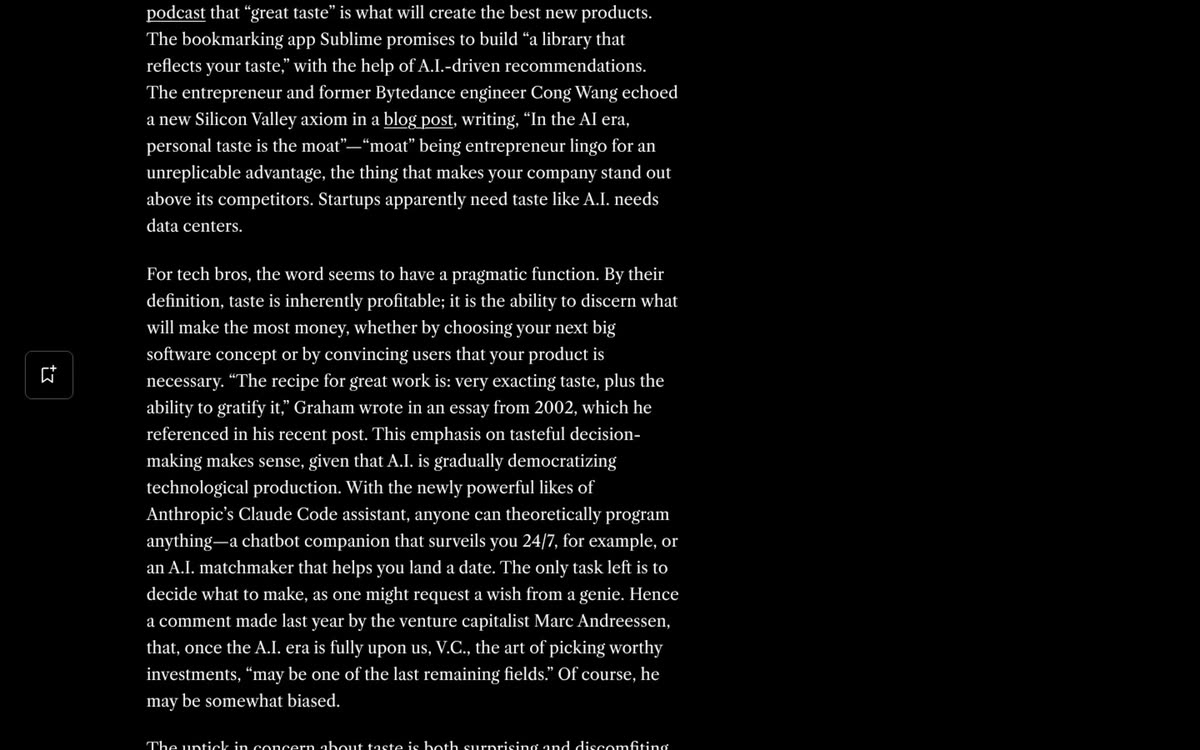 podcast that “great taste” is what will create the best new products.
The bookmarking app Sublime promises to build “a library that
reflects your taste,” with the help of A.I.-driven recommendations.
The entrepreneur and former Bytedance engineer Cong Wang echoed
a new Silicon Valley axiom in a blog post, writing, “In the AI era,
personal taste is the moat”—“moat” being entrepreneur lingo for an
unreplicable advantage, the thing that makes your company stand out
above its competitors. Startups apparently need taste like A.I. needs
data centers.
For tech bros, the word seems to have a pragmatic function. By their
definition, taste is inherently profitable; it is the ability to discern what
will make the most money, whether by choosing your next big
software concept or by convincing users that your product is
necessary. “The recipe for great work is: very exacting taste, plus the
ability to gratify it,” Graham wrote in an essay from 2002, which he
referenced in his recent post. This emphasis on tasteful decision-
making makes sense, given that A.I. is gradually democratizing
technological production. With the newly powerful likes of
Anthropic’s Claude Code assistant, anyone can theoretically program
anything—a chatbot companion that surveils you 24/7, for example, or
an A.I. matchmaker that helps you land a date. The only task left is to
decide what to make, as one might request a wish from a genie. Hence
a comment made last year by the venture capitalist Marc Andreessen,
that, once the A.I. era is fully upon us, V.C., the art of picking worthy
investments, “may be one of the last remaining fields.” Of course, he
may be somewhat biased.
The uptick in concern about taste is both surprising and discomfiting